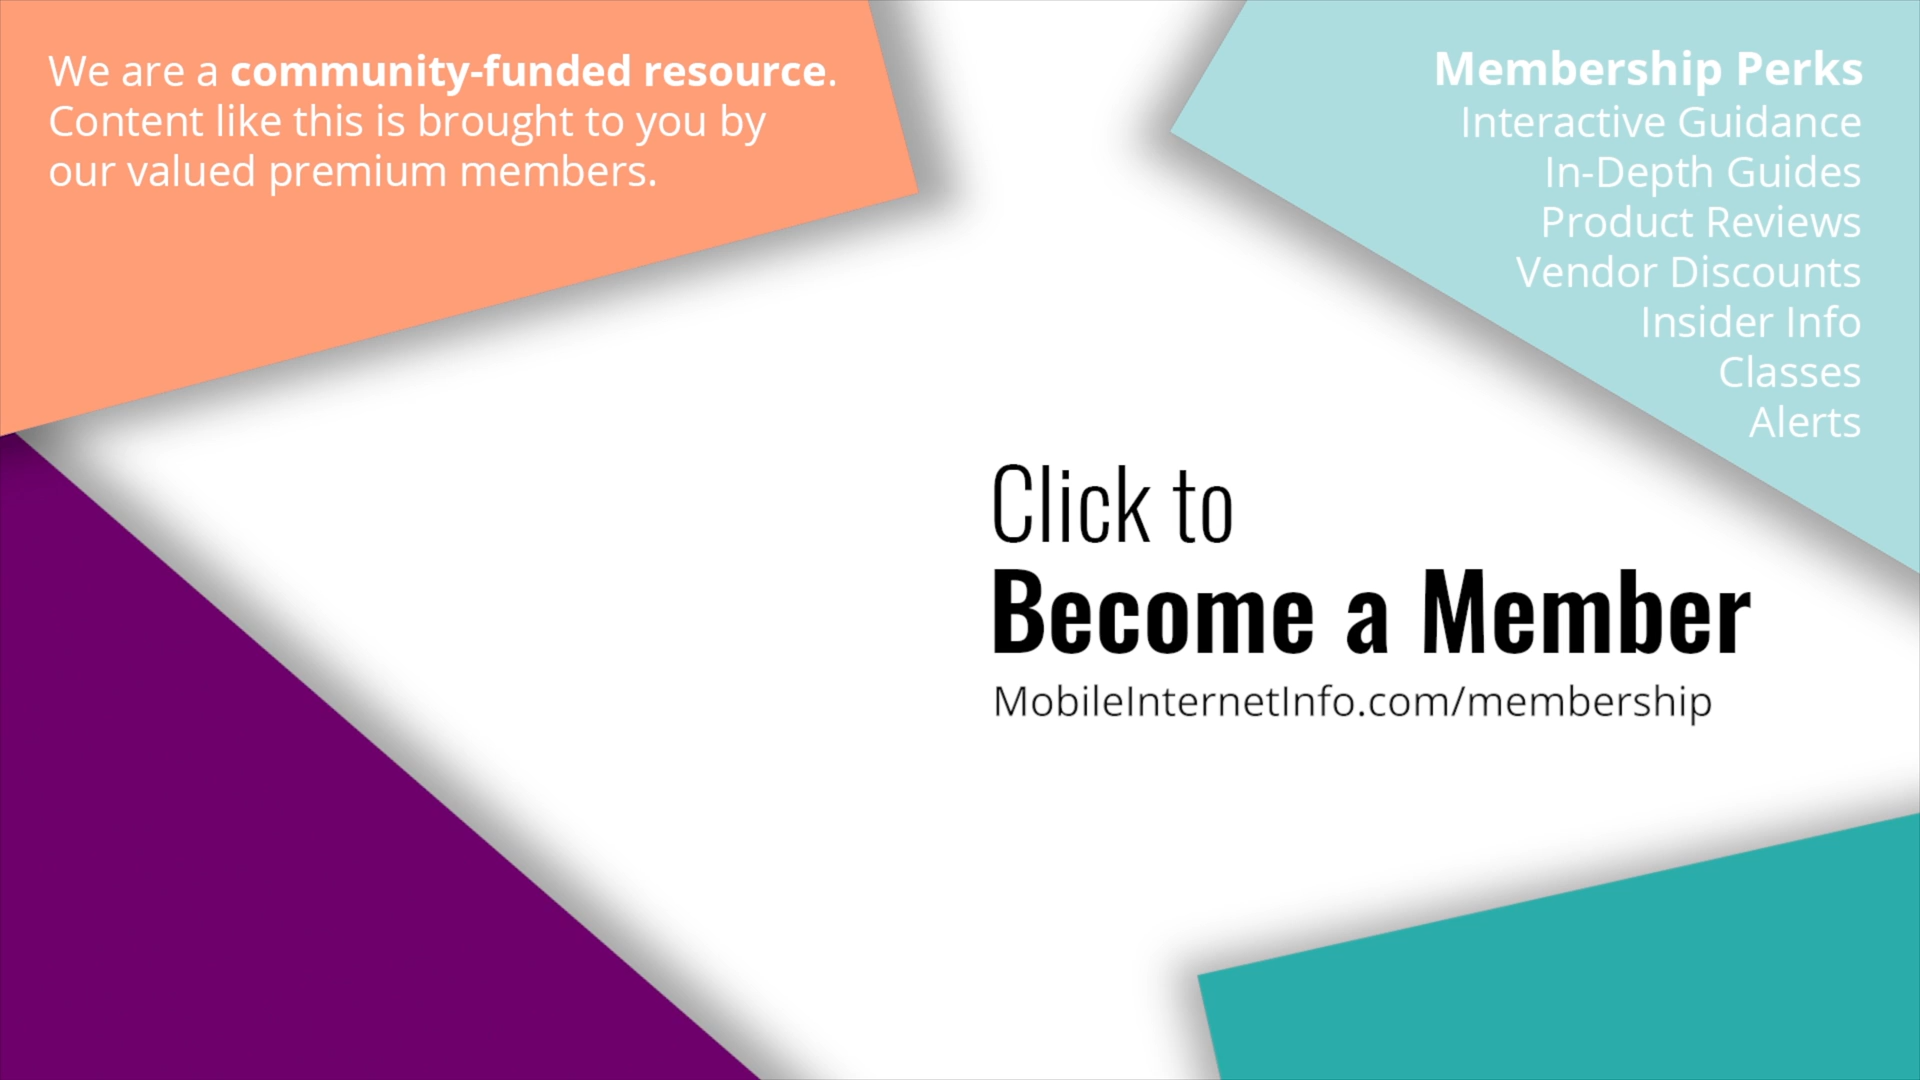 We are a community-funded resource.
Content like this is brought to you by
our valued premium members.
Membership Perks
Interactive Guidance
In-Depth Guides
Product Reviews
Vendor Discounts
Insider Info
Classes
Alerts
Click to
Become a Member
MobileInternetInfo.com/membership